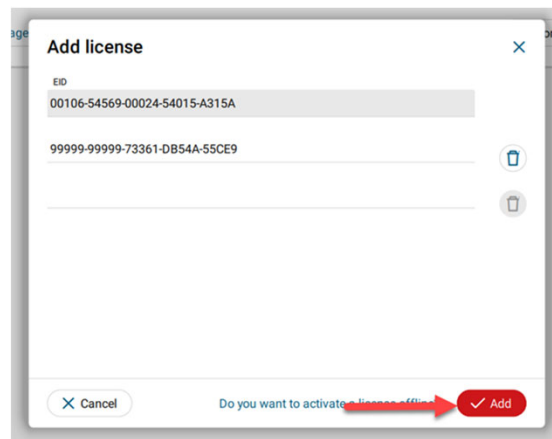 Add license
EID
00106-54569-00024-54015-A315A
99999-99999-73361-DB54A-55CE9
Cancel
Do you want to activate a license offline
Add
age